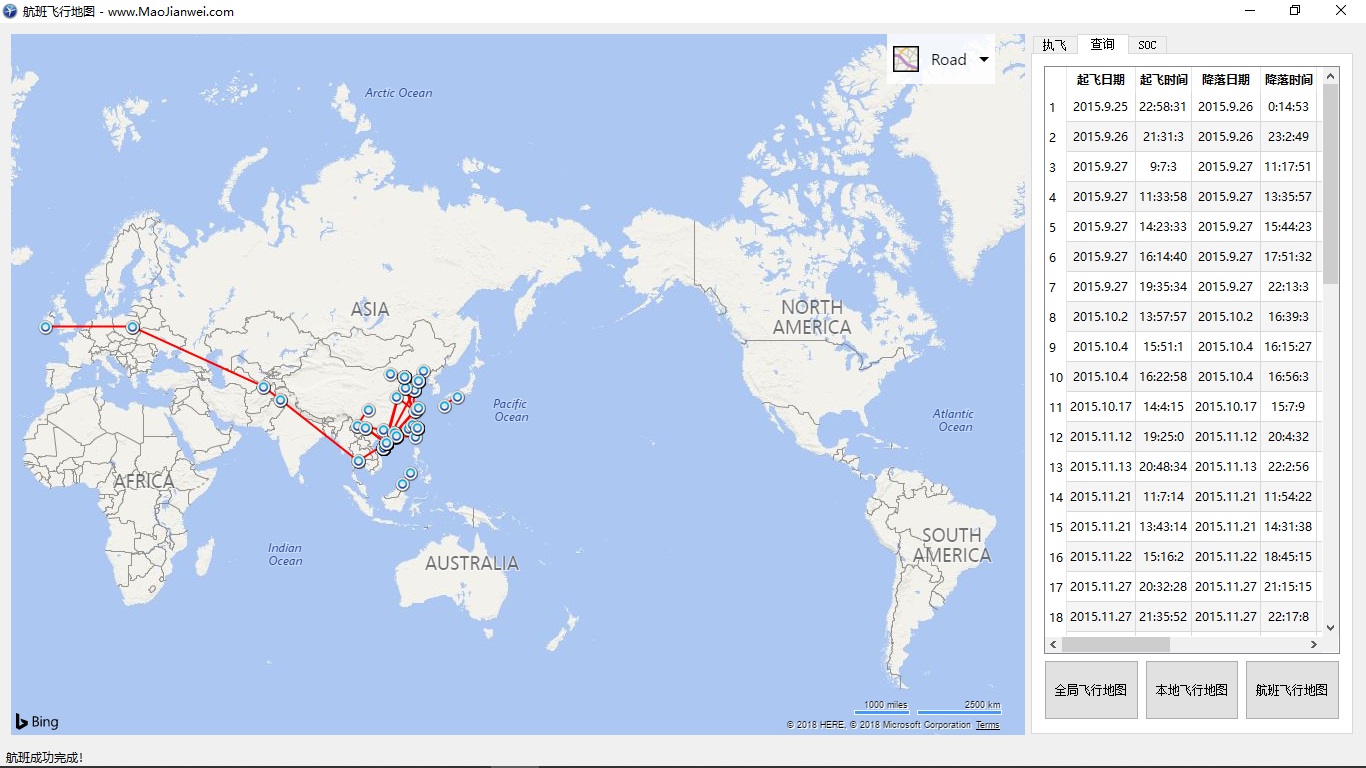 航班飞行地图 - www.MaoJianwei.com
Road
Arctic Ocean
ASIA
NORTH
AMERICA
Pacific
Ocean
Atlantic
Ocean
AFRICA
Indian
Ocean
AUSTRALIA
SOUTH
AMERICA
1000 miles 2500 km
Bing
© 2018 HERE, © 2018 Microsoft Corporation Terms
执飞 查询 SOC
起飞日期 起飞时间 降落日期 降落时间
1 2015.9.25 22:58:31 2015.9.26 0:14:53
2 2015.9.26 21:31:3 2015.9.26 23:2:49
3 2015.9.27 9:7:3 2015.9.27 11:17:51
4 2015.9.27 11:33:58 2015.9.27 13:35:57
5 2015.9.27 14:23:33 2015.9.27 15:44:23
6 2015.9.27 16:14:40 2015.9.27 17:51:32
7 2015.9.27 19:35:34 2015.9.27 22:13:3
8 2015.10.2 13:57:57 2015.10.2 16:39:3
9 2015.10.4 15:51:1 2015.10.4 16:15:27
10 2015.10.4 16:22:58 2015.10.4 16:56:3
11 2015.10.17 14:4:15 2015.10.17 15:7:9
12 2015.11.12 19:25:0 2015.11.12 20:4:32
13 2015.11.13 20:48:34 2015.11.13 22:2:56
14 2015.11.21 11:7:14 2015.11.21 11:54:22
15 2015.11.21 13:43:14 2015.11.21 14:31:38
16 2015.11.22 15:16:2 2015.11.22 18:45:15
17 2015.11.27 20:32:28 2015.11.27 21:15:15
18 2015.11.27 21:35:52 2015.11.27 22:17:8
全局飞行地图 本地飞行地图 航班飞行地图
航班成功完成!